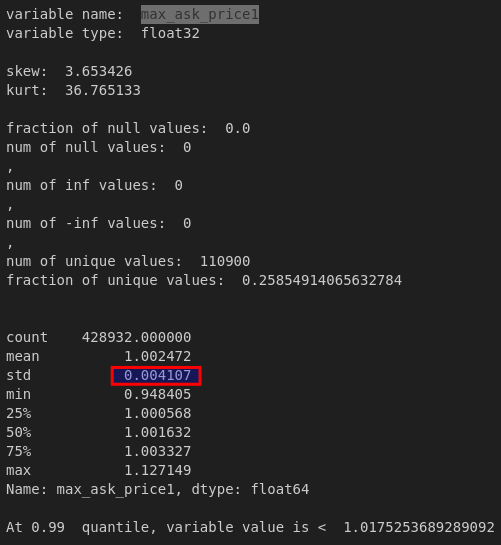 variable name:  max_ask_price1
variable type:  float32
skew:  3.653426
kurt:  36.765133
fraction of null values:  0.0
num of null values:  0
,
num of inf values:  0
,
num of -inf values:  0
,
num of unique values:  110900
fraction of unique values:  0.25854914065632784
count    428932.000000
mean          1.002472
std           0.004107
min           0.948405
25%           1.000568
50%           1.001632
75%           1.003327
max           1.127149
Name: max_ask_price1, dtype: float64
At 0.99  quantile, variable value is <  1.0175253689289092